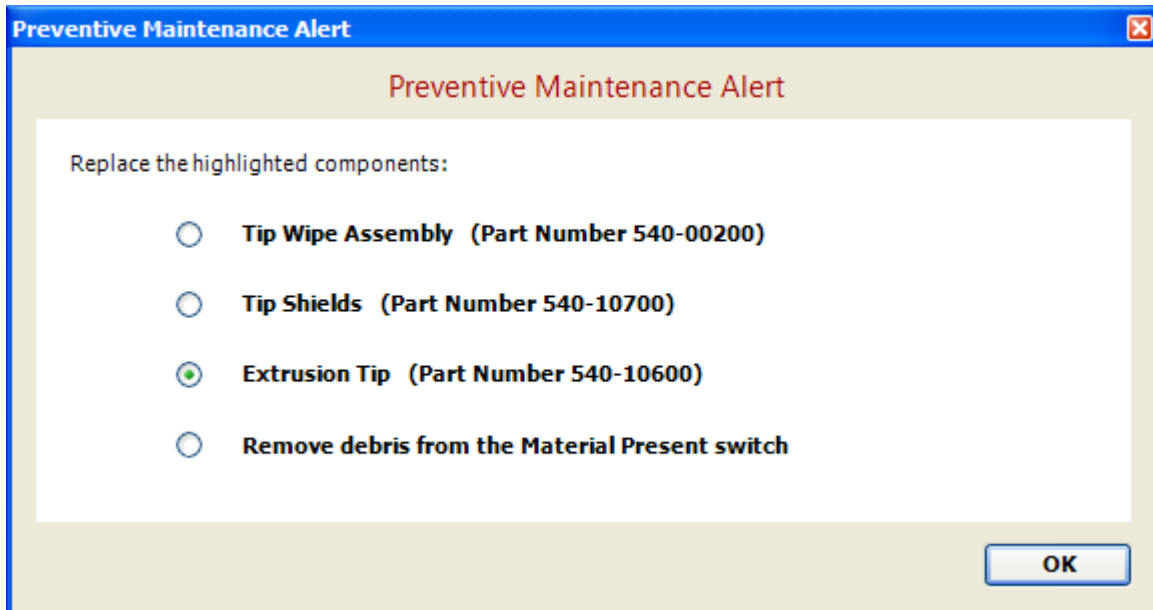 Preventive Maintenance Alert
Preventive Maintenance Alert
Replace the highlighted components:
Tip Wipe Assembly (Part Number 540-00200)
Tip Shields (Part Number 540-10700)
Extrusion Tip (Part Number 540-10600)
Remove debris from the Material Present switch
OK